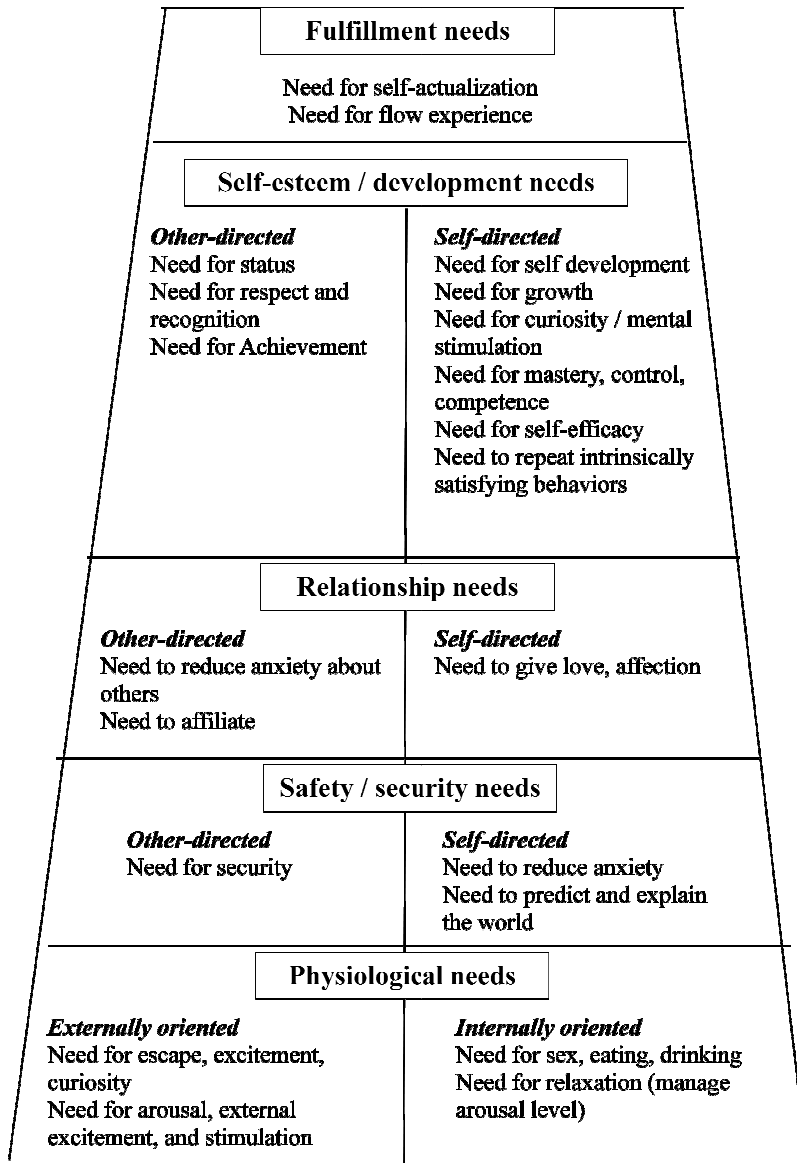 Fulfillment needs
Need for self-actualization
Need for flow experience
Self-esteem / development needs
Other-directed
Need for status
Need for respect and
recognition
Need for Achievement
Self-directed
Need for self development
Need for growth
Need for curiosity / mental
stimulation
Need for mastery, control,
competence
Need for self-efficacy
Need to repeat intrinsically
satisfying behaviors
Relationship needs
Other-directed
Need to reduce anxiety about
others
Need to affiliate
Self-directed
Need to give love, affection
Safety / security needs
Other-directed
Need for security
Self-directed
Need to reduce anxiety
Need to predict and explain
the world
Physiological needs
Externally oriented
Need for escape, excitement,
curiosity
Need for arousal, external
excitement, and stimulation
Internally oriented
Need for sex, eating, drinking
Need for relaxation (manage
arousal level)